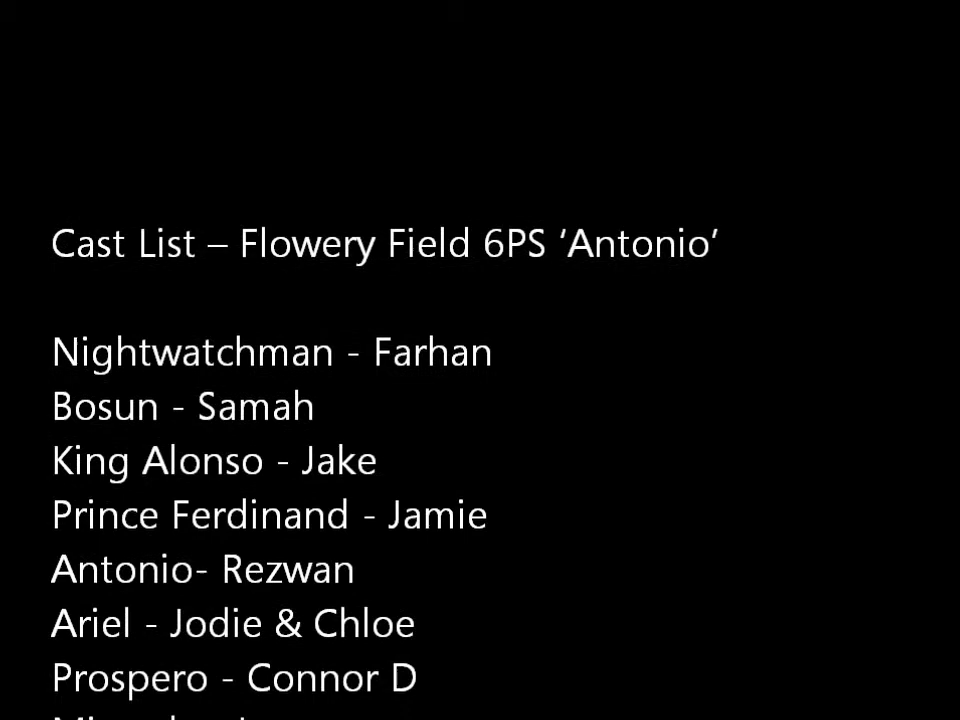 Cast List – Flowery Field 6PS ‘Antonio’
Nightwatchman - Farhan
Bosun - Samah
King Alonso - Jake
Prince Ferdinand - Jamie
Antonio- Rezwan
Ariel - Jodie & Chloe
Prospero - Connor D